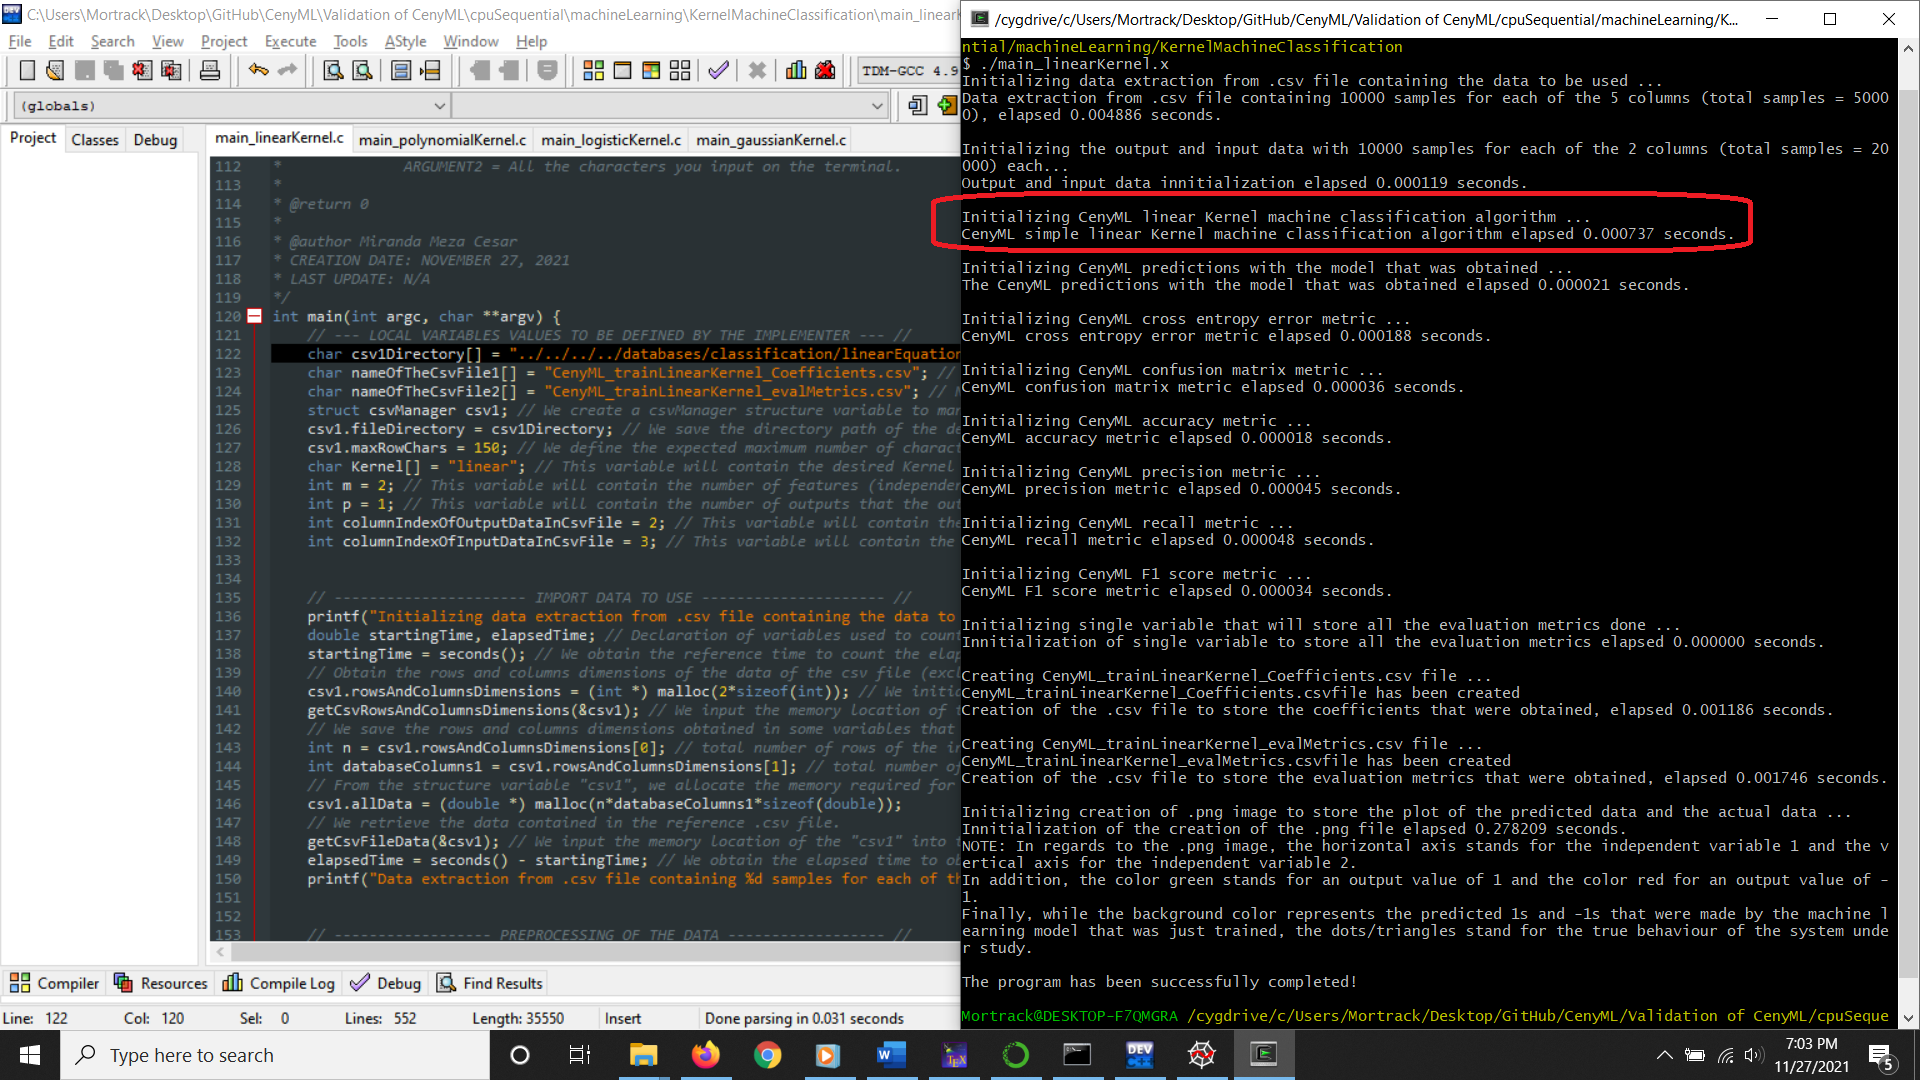 C:\Users\Mortrack\Desktop\GitHub\CenyML\Validation of CenyML\cpuSequential\machineLearning\KernelMachineClassification\main_linearK
File Edit Search View Project Execute Tools AStyle Window Help
TDM-GCC 4.9
(globals)
Project Classes Debug
main_linearKernel.c main_polynomialKernel.c main_logisticKernel.c main_gaussianKernel.c
112 * ARGUMENT2 = All the characters you input on the terminal.
113 *
114 * @return 0
115 *
116 * @author Miranda Meza Cesar
117 * CREATION DATE: NOVEMBER 27, 2021
118 * LAST UPDATE: N/A
119 */
120 int main(int argc, char **argv) {
121 // --- LOCAL VARIABLES VALUES TO BE DEFINED BY THE IMPLEMENTER --- //
122 char csv1Directory[] = "../../../../databases/classification/linearEquation
123 char nameOfTheCsvFile1[] = "CenyML_trainLinearKernel_Coefficients.csv"; //
124 char nameOfTheCsvFile2[] = "CenyML_trainLinearKernel_evalMetrics.csv"; // N
125 struct csvManager csv1; // We create a csvManager structure variable to man
126 csv1.fileDirectory = csv1Directory; // We save the directory path of the de
127 csv1.maxRowChars = 150; // We define the expected maximum number of charact
128 char Kernel[] = "linear"; // This variable will contain the desired Kernel
129 int m = 2; // This variable will contain the number of features (independen
130 int p = 1; // This variable will contain the number of outputs that the out
131 int columnIndexOfOutputDataInCsvFile = 2; // This variable will contain the
132 int columnIndexOfInputDataInCsvFile = 3; // This variable will contain the
133
134
135 // ---------------------- IMPORT DATA TO USE --------------------- //
136 printf("Initializing data extraction from .csv file containing the data to
137 double startingTime, elapsedTime; // Declaration of variables used to count
138 startingTime = seconds(); // We obtain the reference time to count the elap
139 // Obtain the rows and columns dimensions of the data of the csv file (excl
140 csv1.rowsAndColumnsDimensions = (int *) malloc(2*sizeof(int)); // We initia
141 getCsvRowsAndColumnsDimensions(&csv1); // We input the memory location of t
142 // We save the rows and columns dimensions obtained in some variables that
143 int n = csv1.rowsAndColumnsDimensions[0]; // total number of rows of the in
144 int databaseColumns1 = csv1.rowsAndColumnsDimensions[1]; // total number of
145 // From the structure variable "csv1", we allocate the memory required for
146 csv1.allData = (double *) malloc(n*databaseColumns1*sizeof(double));
147 // We retrieve the data contained in the reference .csv file.
148 getCsvFileData(&csv1); // We input the memory location of the "csv1" into t
149 elapsedTime = seconds() - startingTime; // We obtain the elapsed time to ob
150 printf("Data extraction from .csv file containing %d samples for each of th
151
152
153 // ------------------ PREPROCESSING OF THE DATA ----------------- //
Compiler Resources Compile Log Debug Find Results
Line: 122 Col: 120 Sel: 0 Lines: 552 Length: 35550 Insert Done parsing in 0.031 seconds
/cygdrive/c/Users/Mortrack/Desktop/GitHub/CenyML/Validation of CenyML/cpuSequential/machineLearning/K...
ntial/machineLearning/KernelMachineClassification
$ ./main_linearKernel.x
Initializing data extraction from .csv file containing the data to be used ...
Data extraction from .csv file containing 10000 samples for each of the 5 columns (total samples = 5000
0), elapsed 0.004886 seconds.
Initializing the output and input data with 10000 samples for each of the 2 columns (total samples = 20
000) each...
Output and input data innitialization elapsed 0.000119 seconds.
Initializing CenyML linear Kernel machine classification algorithm ...
CenyML simple linear Kernel machine classification algorithm elapsed 0.000737 seconds.
Initializing CenyML predictions with the model that was obtained ...
The CenyML predictions with the model that was obtained elapsed 0.000021 seconds.
Initializing CenyML cross entropy error metric ...
CenyML cross entropy error metric elapsed 0.000188 seconds.
Initializing CenyML confusion matrix metric ...
CenyML confusion matrix metric elapsed 0.000036 seconds.
Initializing CenyML accuracy metric ...
CenyML accuracy metric elapsed 0.000018 seconds.
Initializing CenyML precision metric ...
CenyML precision metric elapsed 0.000045 seconds.
Initializing CenyML recall metric ...
CenyML recall metric elapsed 0.000048 seconds.
Initializing CenyML F1 score metric ...
CenyML F1 score metric elapsed 0.000034 seconds.
Initializing single variable that will store all the evaluation metrics done ...
Innitialization of single variable to store all the evaluation metrics elapsed 0.000000 seconds.
Creating CenyML_trainLinearKernel_Coefficients.csv file ...
CenyML_trainLinearKernel_Coefficients.csvfile has been created
Creation of the .csv file to store the coefficients that were obtained, elapsed 0.001186 seconds.
Creating CenyML_trainLinearKernel_evalMetrics.csv file ...
CenyML_trainLinearKernel_evalMetrics.csvfile has been created
Creation of the .csv file to store the evaluation metrics that were obtained, elapsed 0.001746 seconds.
Initializing creation of .png image to store the plot of the predicted data and the actual data ...
Innitialization of the creation of the .png file elapsed 0.278209 seconds.
NOTE: In regards to the .png image, the horizontal axis stands for the independent variable 1 and the v
ertical axis for the independent variable 2.
In addition, the color green stands for an output value of 1 and the color red for an output value of -
1.
Finally, while the background color represents the predicted 1s and -1s that were made by the machine l
earning model that was just trained, the dots/triangles stand for the true behaviour of the system unde
r study.
The program has been successfully completed!
Mortrack@DESKTOP-F7QMGRA /cygdrive/c/Users/Mortrack/Desktop/GitHub/CenyML/Validation of CenyML/cpuSeque
Type here to search
7:03 PM
11/27/2021
5